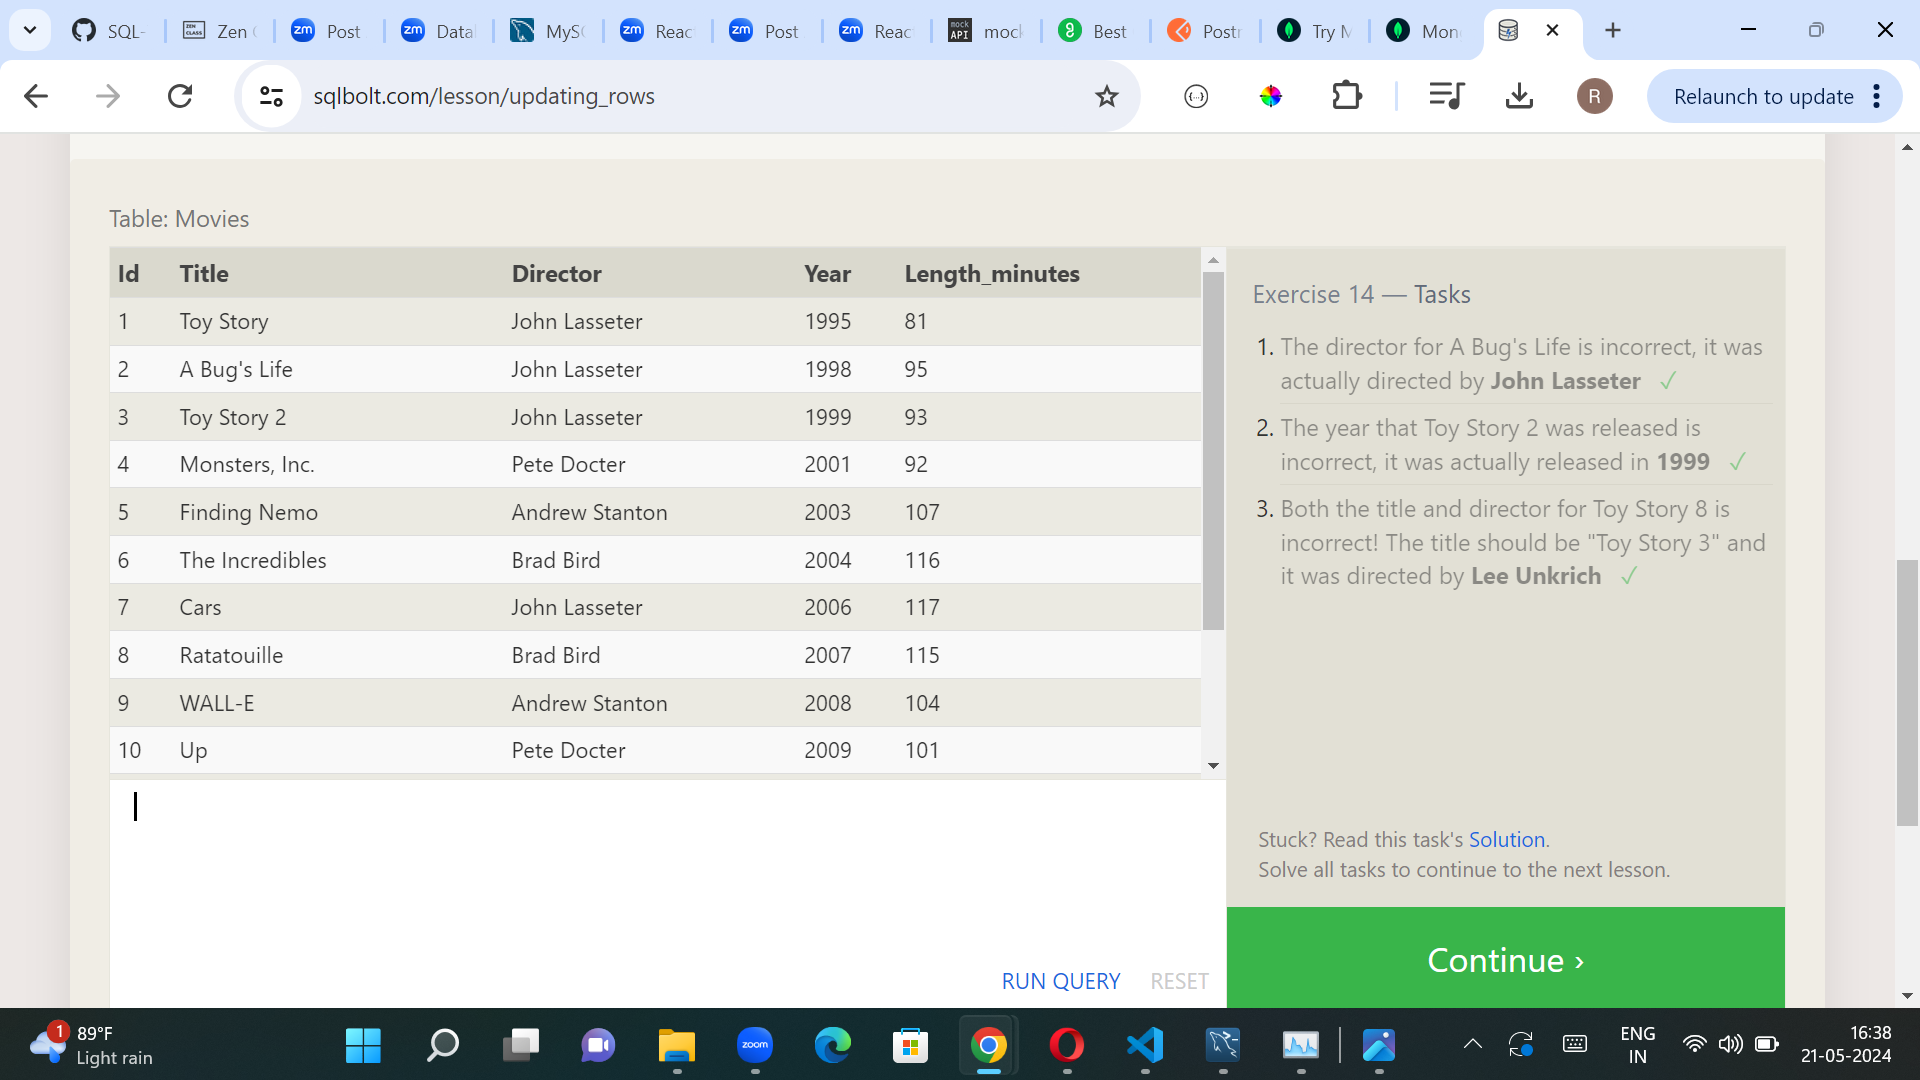 SQL- Zen Post Data MySQ Reac Post Reac mock Best Postr Try M Mon
sqlbolt.com/lesson/updating_rows R Relaunch to update
Table: Movies
Id Title Director Year Length_minutes
1 Toy Story John Lasseter 1995 81
2 A Bug's Life John Lasseter 1998 95
3 Toy Story 2 John Lasseter 1999 93
4 Monsters, Inc. Pete Docter 2001 92
5 Finding Nemo Andrew Stanton 2003 107
6 The Incredibles Brad Bird 2004 116
7 Cars John Lasseter 2006 117
8 Ratatouille Brad Bird 2007 115
9 WALL-E Andrew Stanton 2008 104
10 Up Pete Docter 2009 101
RUN QUERY RESET
Exercise 14 — Tasks
1. The director for A Bug's Life is incorrect, it was
actually directed by John Lasseter ✓
2. The year that Toy Story 2 was released is
incorrect, it was actually released in 1999 ✓
3. Both the title and director for Toy Story 8 is
incorrect! The title should be "Toy Story 3" and
it was directed by Lee Unkrich ✓
Stuck? Read this task's Solution.
Solve all tasks to continue to the next lesson.
Continue ›
1 89°F
Light rain
zoom
ENG
IN
16:38
21-05-2024